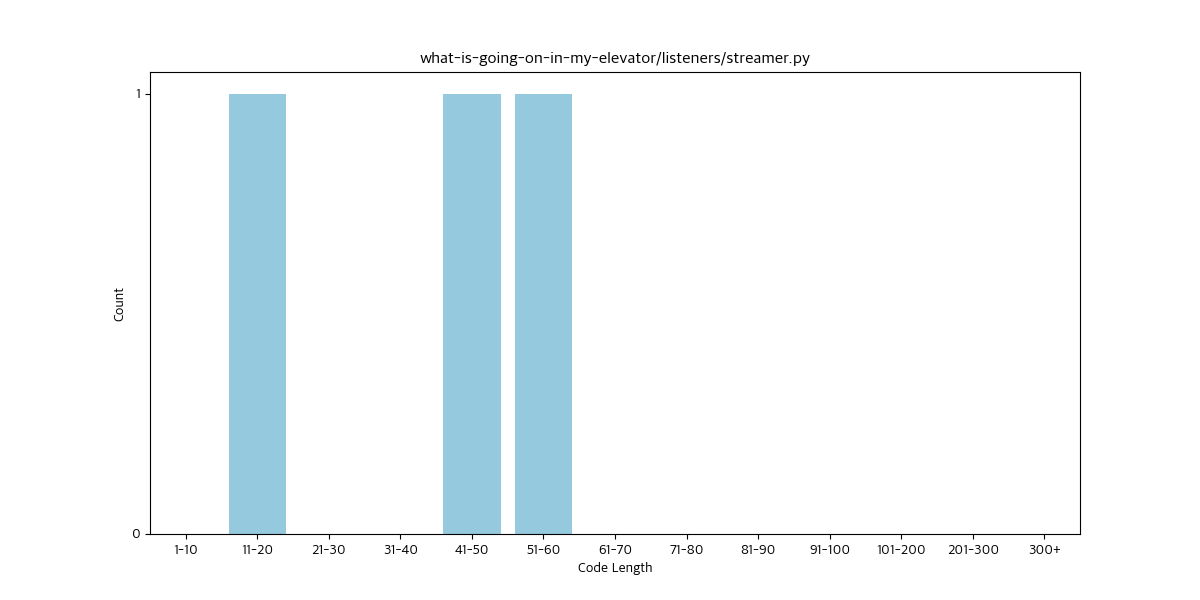 what-is-going-on-in-my-elevator/listeners/streamer.py
1
Count
0
1-10 11-20 21-30 31-40 41-50 51-60 61-70 71-80 81-90 91-100 101-200 201-300 300+
Code Length